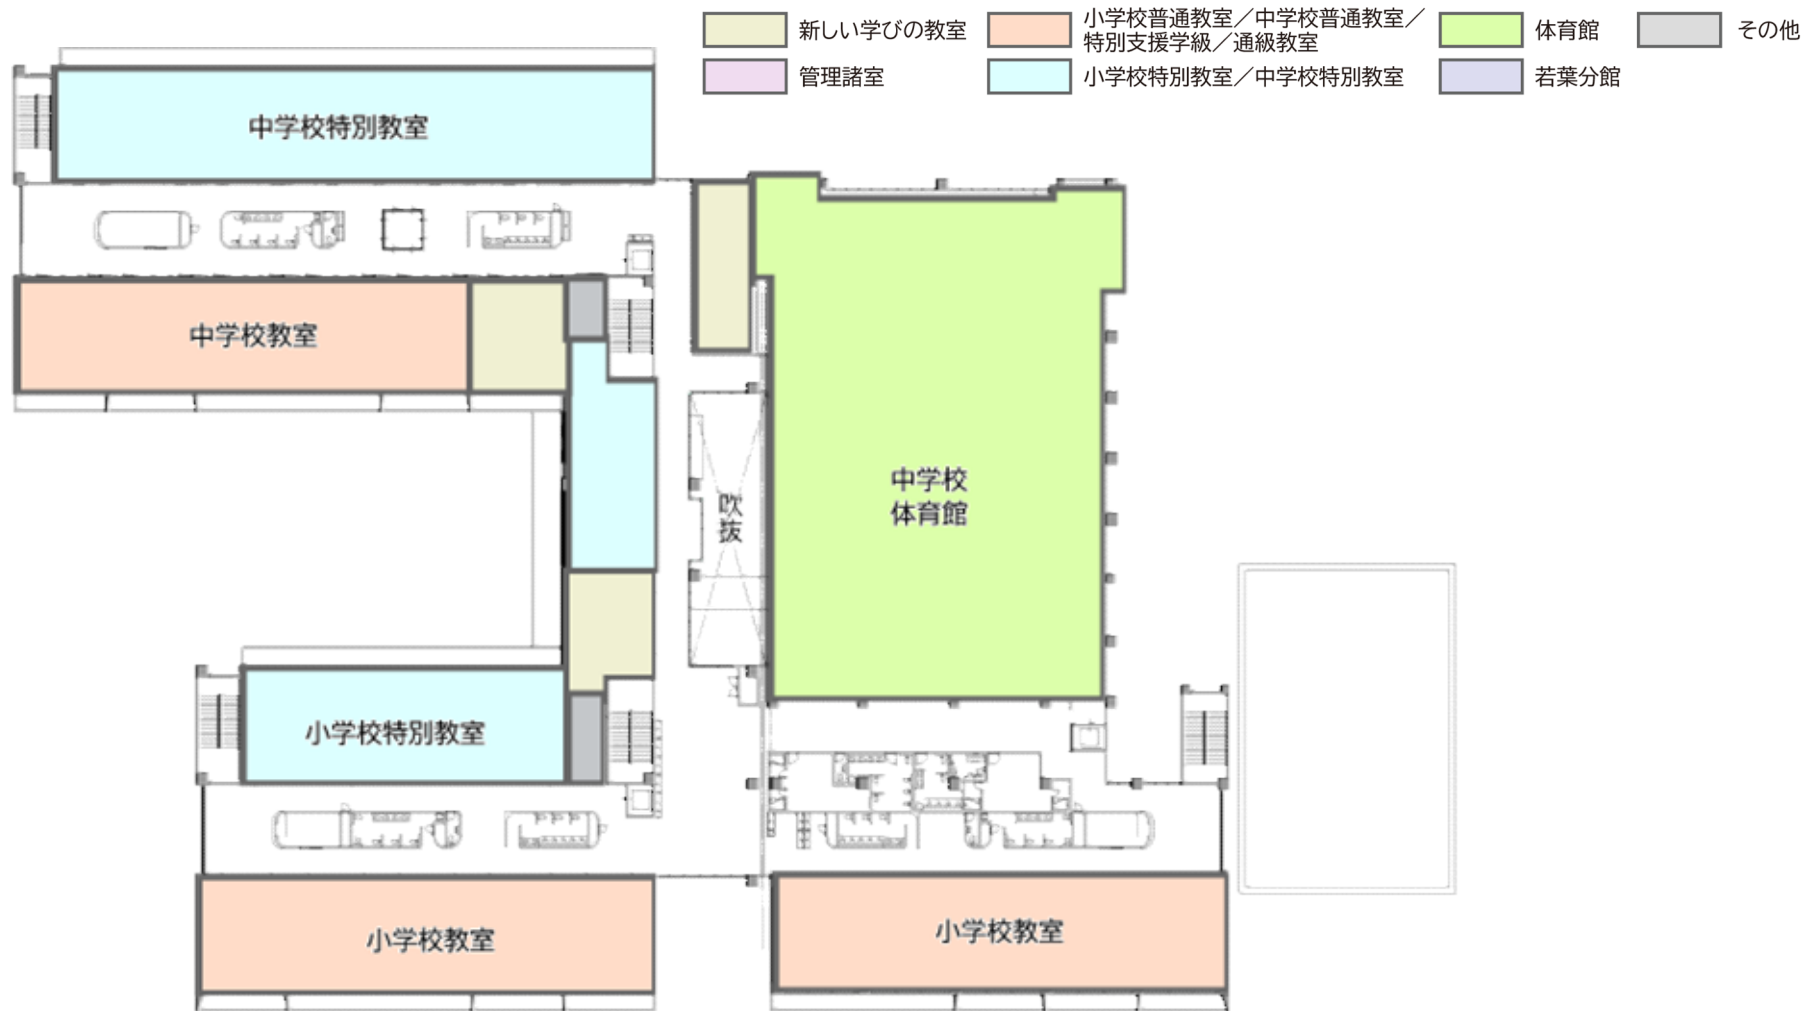 新しい学びの教室
小学校普通教室／中学校普通教室／
特別支援学級／通級教室
体育館
その他
管理諸室
小学校特別教室／中学校特別教室
若葉分館
中学校特別教室
中学校教室
中学校
体育館
吹抜
小学校特別教室
小学校教室
小学校教室